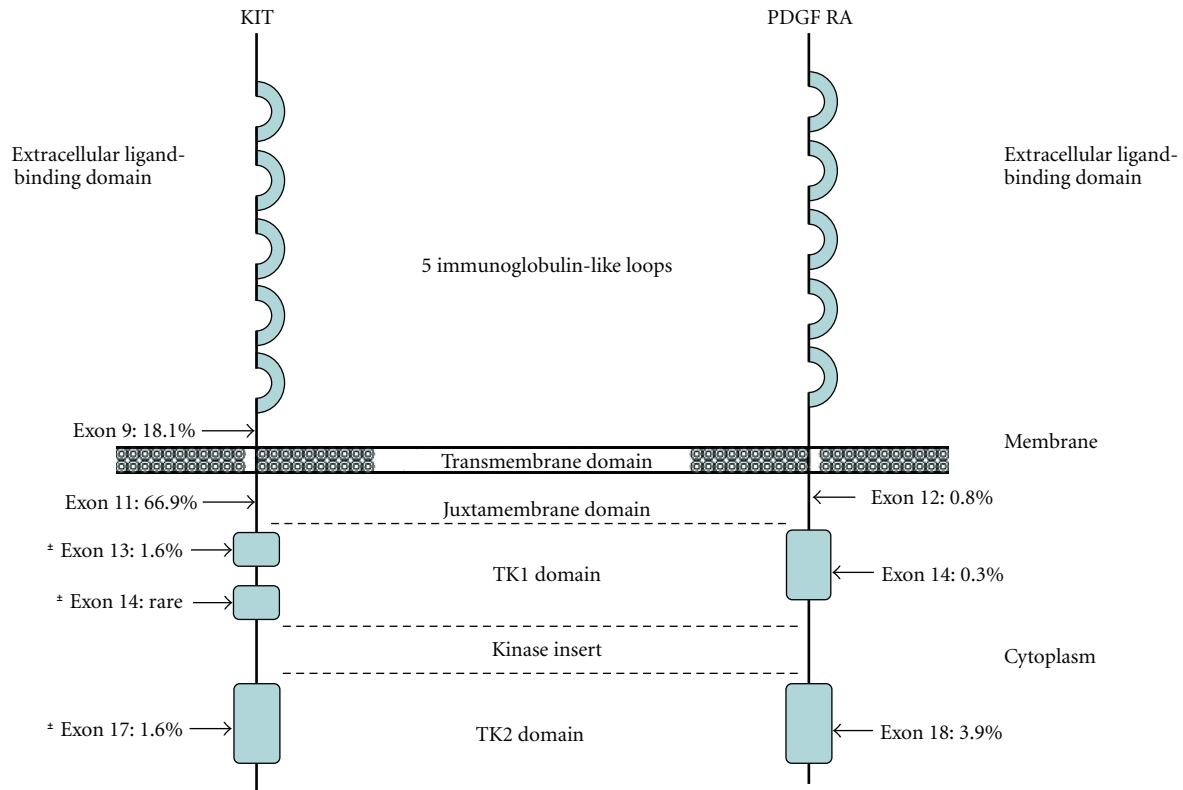 KIT
PDGF RA
Extracellular ligand-
binding domain
Extracellular ligand-
binding domain
5 immunoglobulin-like loops
Exon 9: 18.1%
Membrane
Transmembrane domain
Exon 11: 66.9%
Exon 12: 0.8%
Juxtamembrane domain
± Exon 13: 1.6%
TK1 domain
Exon 14: 0.3%
± Exon 14: rare
Kinase insert
Cytoplasm
± Exon 17: 1.6%
TK2 domain
Exon 18: 3.9%